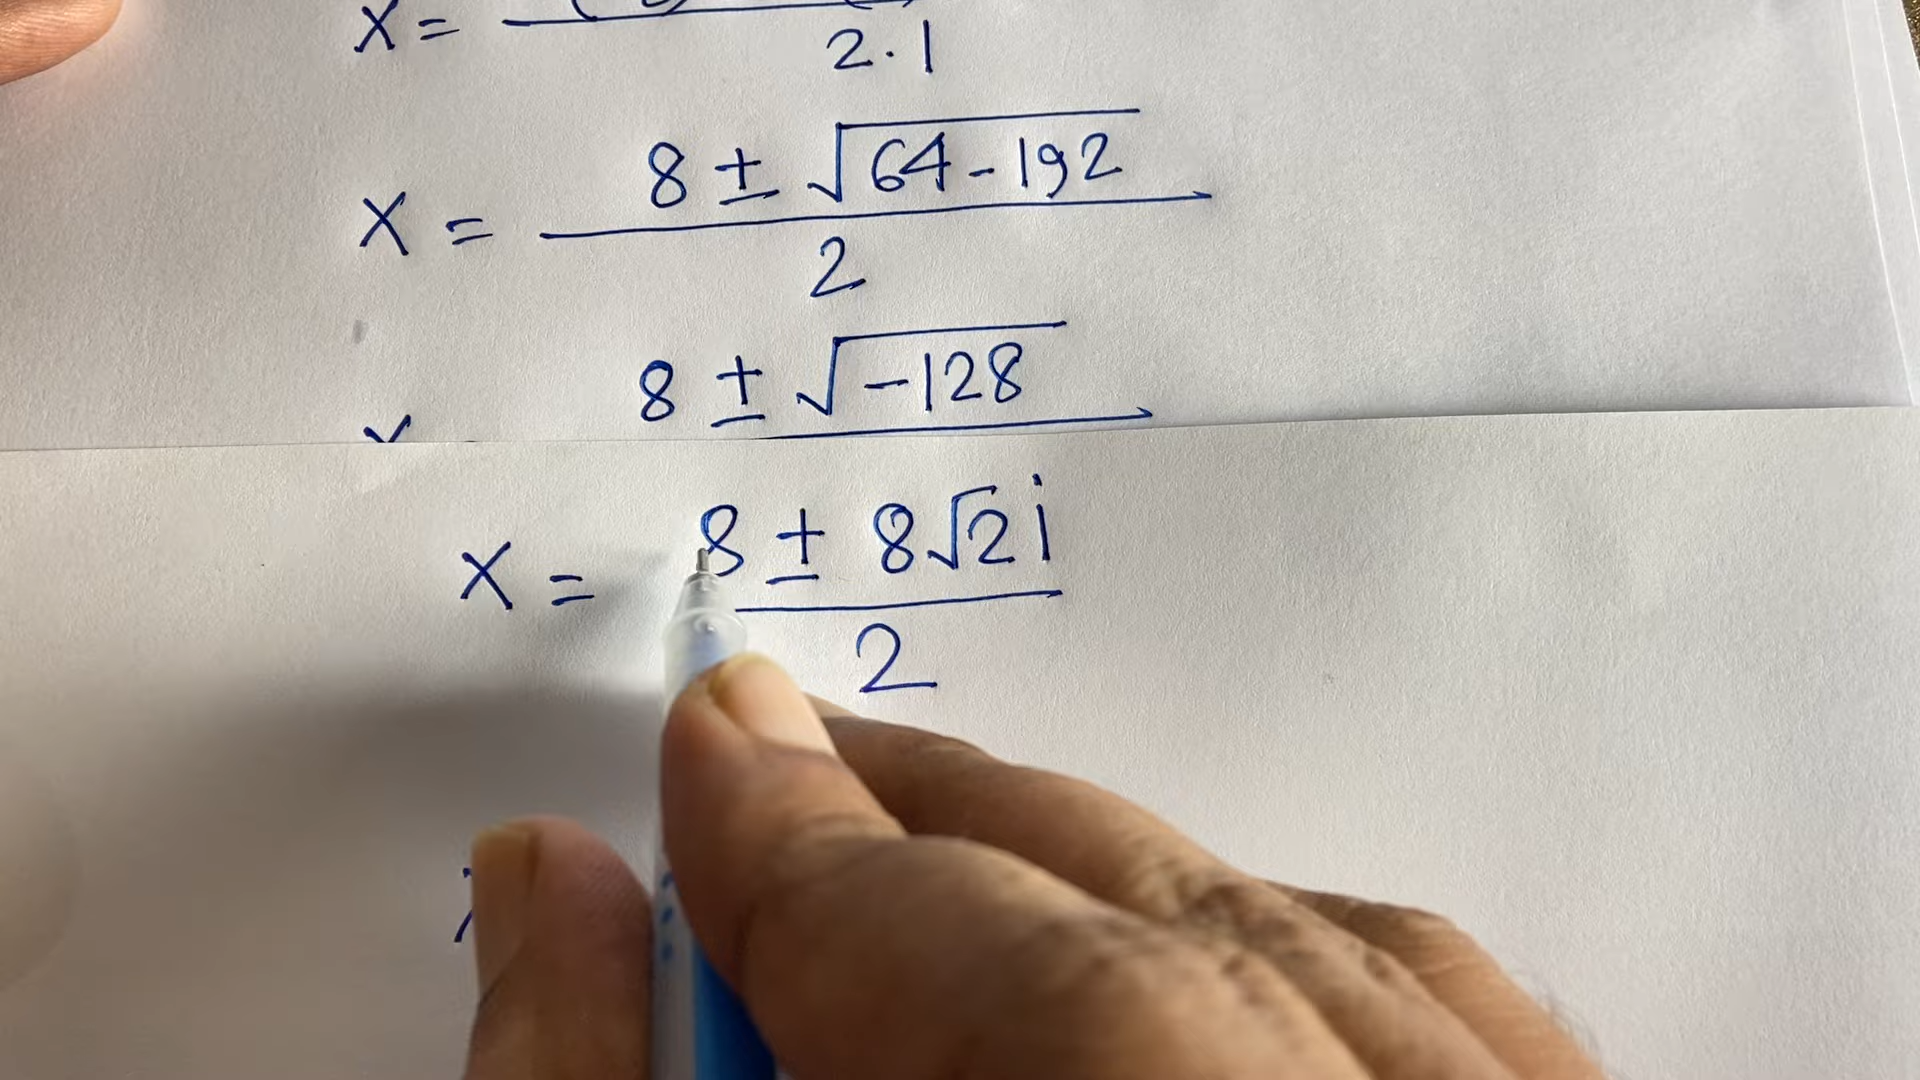 x =
2.1
8 ± √64-192
x =
2
8 ± √-128
x = 8 ± 8√2i
2